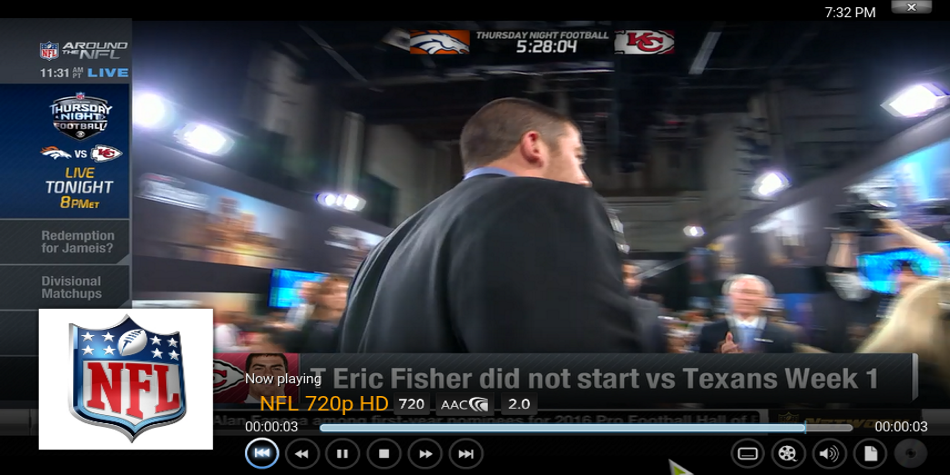 7:32 PM
AROUND
THE NFL
11:31 AM PT LIVE
THURSDAY NIGHT FOOTBALL
5:28:04
THURSDAY
NIGHT
FOOTBALL
VS
LIVE
TONIGHT
8PM ET
Redemption
for Jameis?
Divisional
Matchups
NFL
T Eric Fisher did not start vs Texans Week 1
Now playing
NFL 720p HD 720 AAC 2.0
among first-year nominees for 2016 Pro Football Hall of
00:00:03 00:00:03